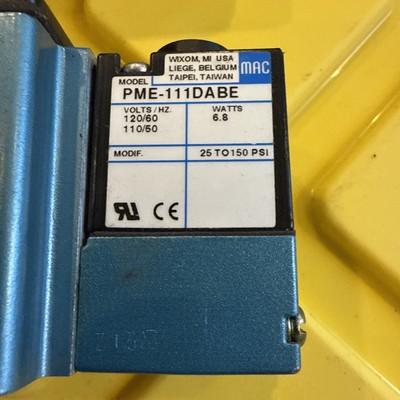 WIXOM, MI USA
LIEGE, BELGIUM
TAIPEI, TAIWAN
MAC
MODEL
PME-111DABE
VOLTS/HZ. WATTS
120/60 6.8
110/50
MODIF. 25 TO 150 PSI
CE